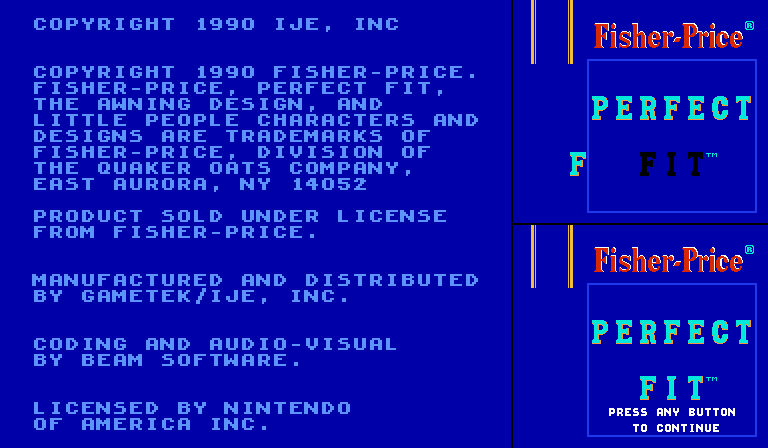 COPYRIGHT 1990 IJE, INC
COPYRIGHT 1990 FISHER-PRICE.
FISHER-PRICE, PERFECT FIT,
THE AWNING DESIGN, AND
LITTLE PEOPLE CHARACTERS AND
DESIGNS ARE TRADEMARKS OF
FISHER-PRICE, DIVISION OF
THE QUAKER OATS COMPANY,
EAST AURORA, NY 14052
PRODUCT SOLD UNDER LICENSE
FROM FISHER-PRICE.
MANUFACTURED AND DISTRIBUTED
BY GAMETEK/IJE, INC.
CODING AND AUDIO-VISUAL
BY BEAM SOFTWARE.
LICENSED BY NINTENDO
OF AMERICA INC.
Fisher-Price®
PERFECT
F FIT™
Fisher-Price®
PERFECT
FIT™
PRESS ANY BUTTON
TO CONTINUE